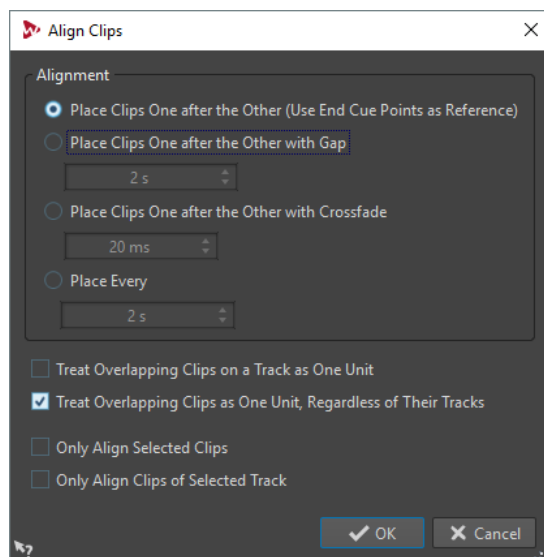 Align Clips
Alignment
Place Clips One after the Other (Use End Cue Points as Reference)
Place Clips One after the Other with Gap
2 s
Place Clips One after the Other with Crossfade
20 ms
Place Every
2 s
Treat Overlapping Clips on a Track as One Unit
Treat Overlapping Clips as One Unit, Regardless of Their Tracks
Only Align Selected Clips
Only Align Clips of Selected Track
OK Cancel
?